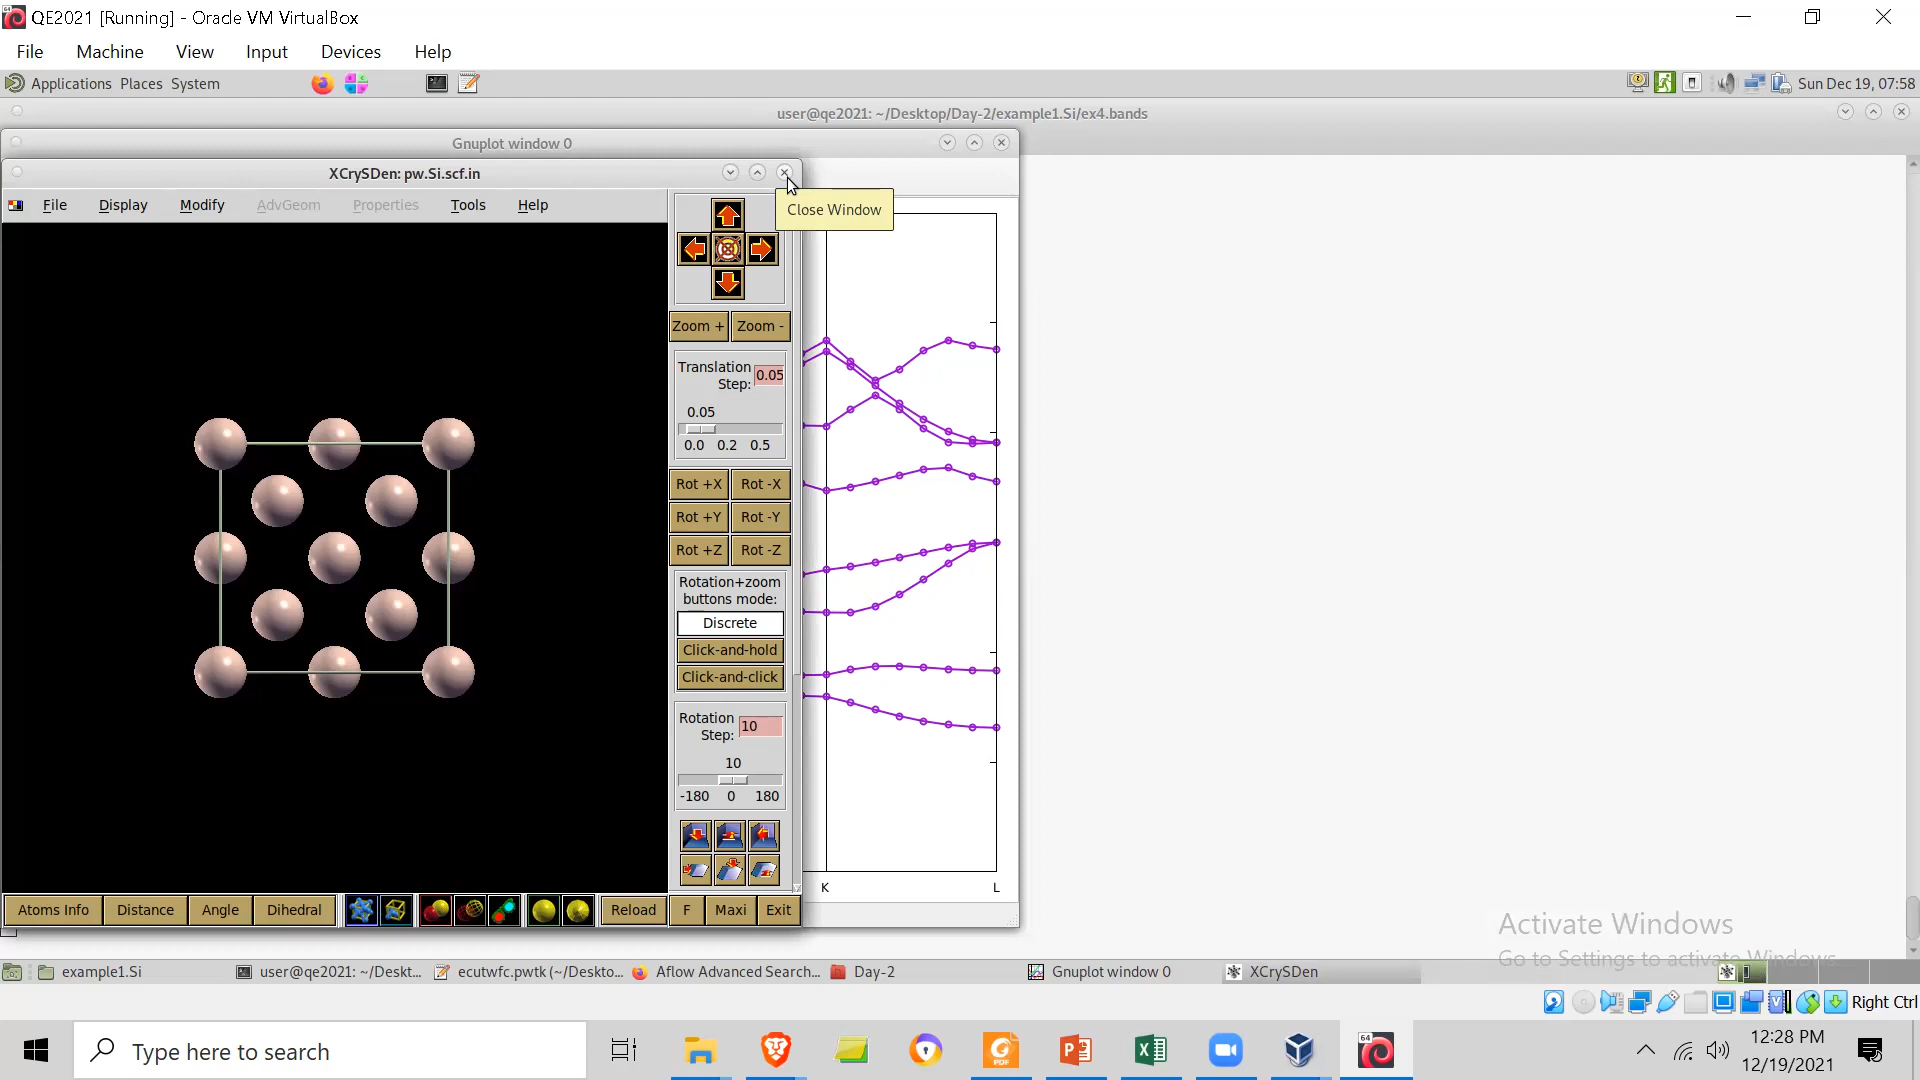 QE2021 [Running] - Oracle VM VirtualBox
File Machine View Input Devices Help
Applications Places System
Sun Dec 19, 07:58
user@qe2021: ~/Desktop/Day-2/example1.Si/ex4.bands
Gnuplot window 0
XCrySDen: pw.Si.scf.in
File Display Modify AdvGeom Properties Tools Help
Close Window
Zoom + Zoom -
Translation
Step: 0.05
0.05
0.0 0.2 0.5
Rot +X Rot -X
Rot +Y Rot -Y
Rot +Z Rot -Z
Rotation+zoom
buttons mode:
Discrete
Click-and-hold
Click-and-click
Rotation
Step: 10
10
-180 0 180
K L
Atoms Info Distance Angle Dihedral Reload F Maxi Exit
Activate Windows
Go to Settings to activate Windows.
example1.Si user@qe2021: ~/Deskt... ecutwfc.pwtk (~/Deskto... Aflow Advanced Search... Day-2 Gnuplot window 0 XCrySDen
Right Ctrl
Type here to search
12:28 PM
12/19/2021